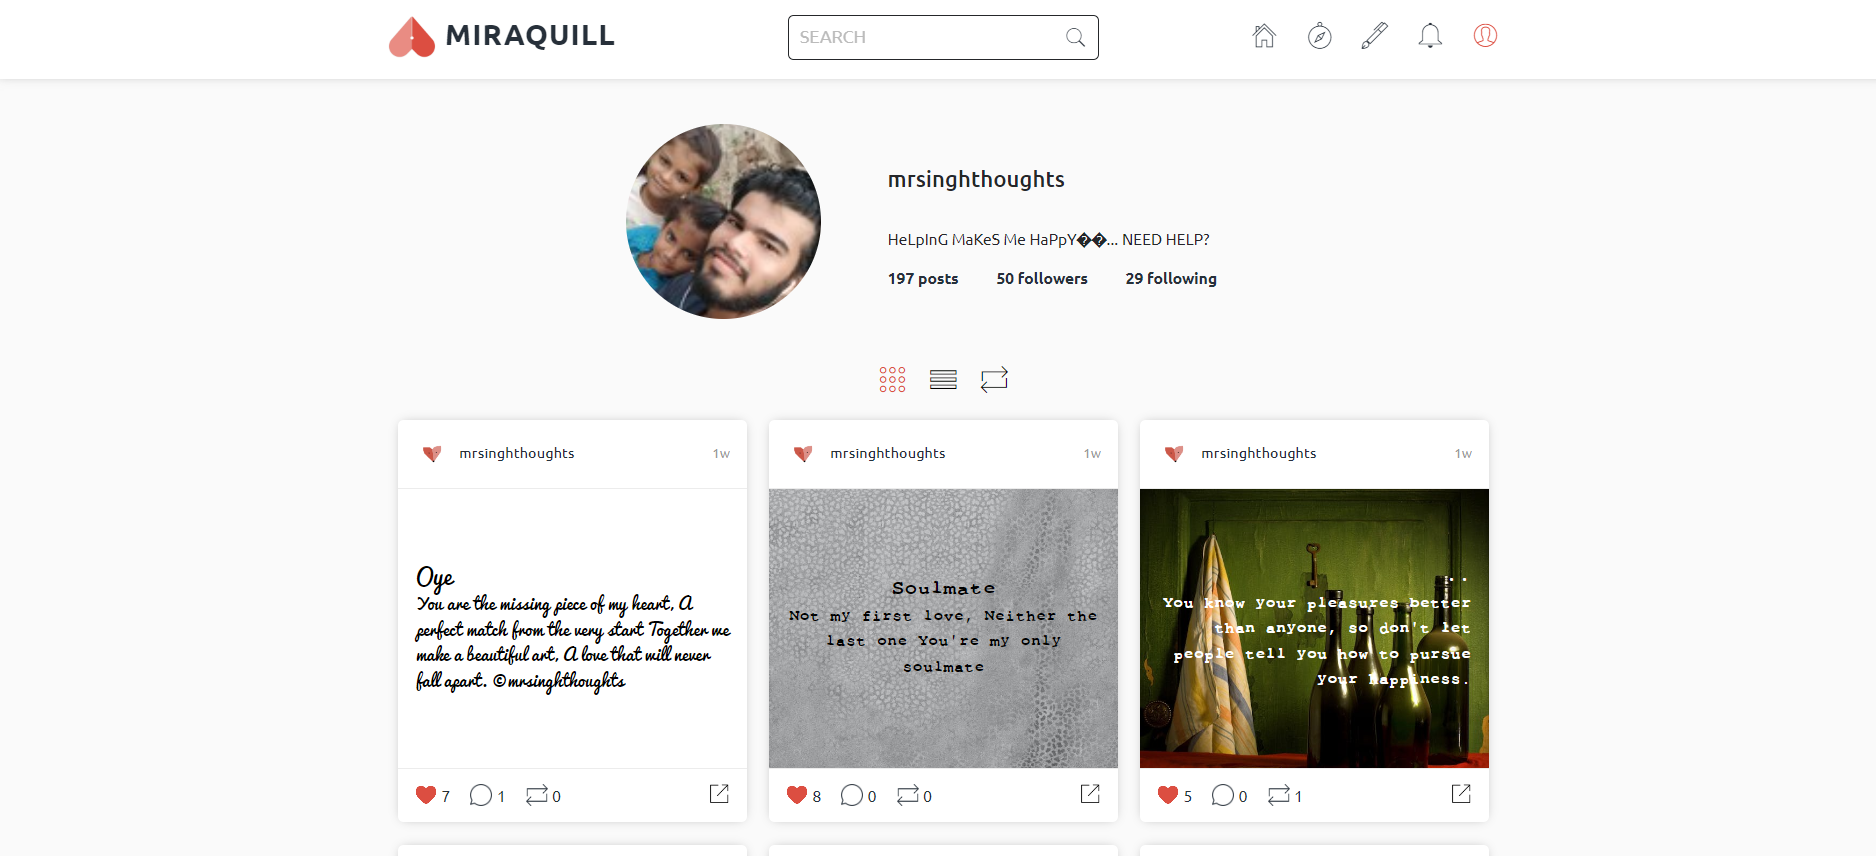 MIRAQUILL
SEARCH
mrsinghthoughts
HeLpInG MaKeS Me HaPpY��... NEED HELP?
197 posts 50 followers 29 following
mrsinghthoughts 1w
Oye
You are the missing piece of my heart, A
perfect match from the very start Together we
make a beautiful art, A love that will never
fall apart. ©mrsinghthoughts
7 1 0
mrsinghthoughts 1w
Soulmate
Not my first love, Neither the
last one You're my only
soulmate
8 0 0
mrsinghthoughts 1w
..
You know your pleasures better
than anyone, so don't let
people tell you how to pursue
your happiness.
5 0 1